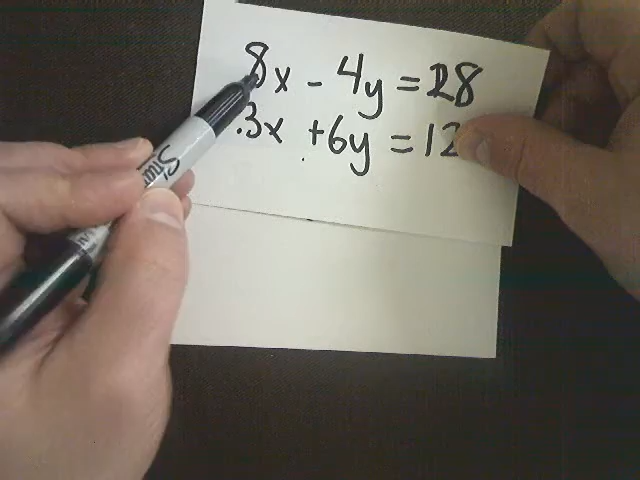 8x - 4y = 28
3x + 6y = 12